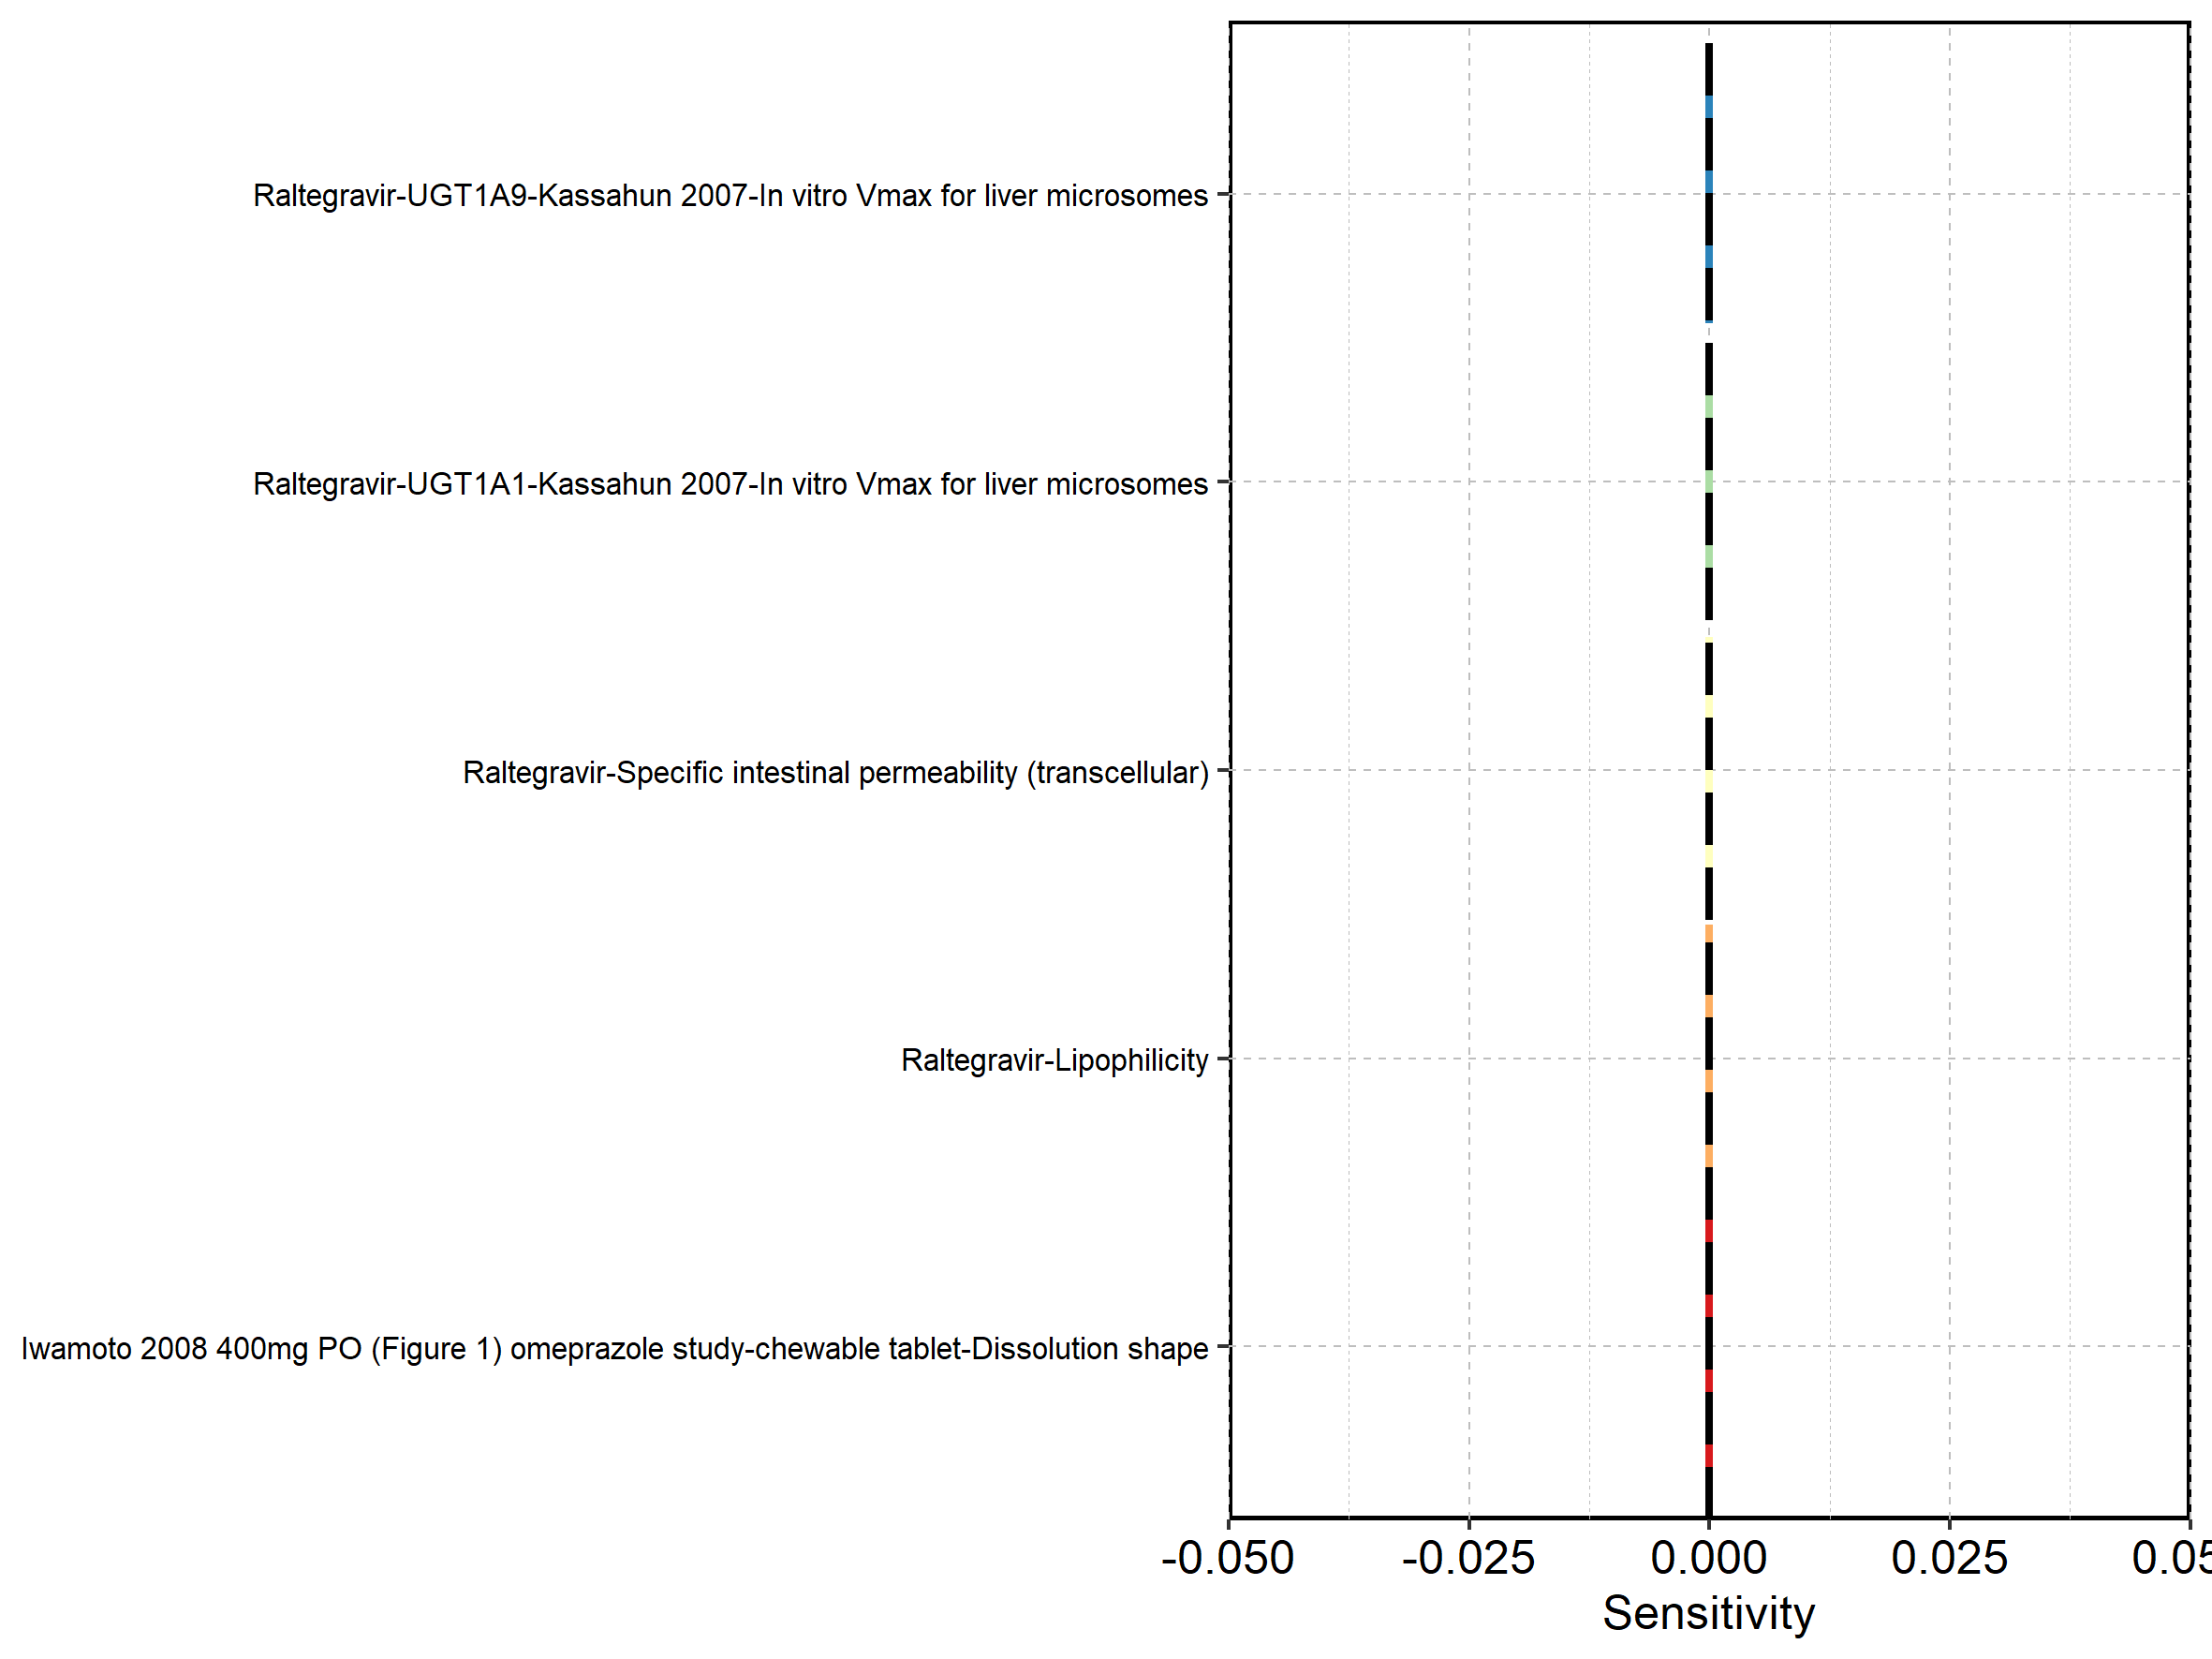 Raltegravir-UGT1A9-Kassahun 2007-In vitro Vmax for liver microsomes
Raltegravir-UGT1A1-Kassahun 2007-In vitro Vmax for liver microsomes
Raltegravir-Specific intestinal permeability (transcellular)
Raltegravir-Lipophilicity
Iwamoto 2008 400mg PO (Figure 1) omeprazole study-chewable tablet-Dissolution shape
-0.050 -0.025 0.000 0.025 0.05
Sensitivity